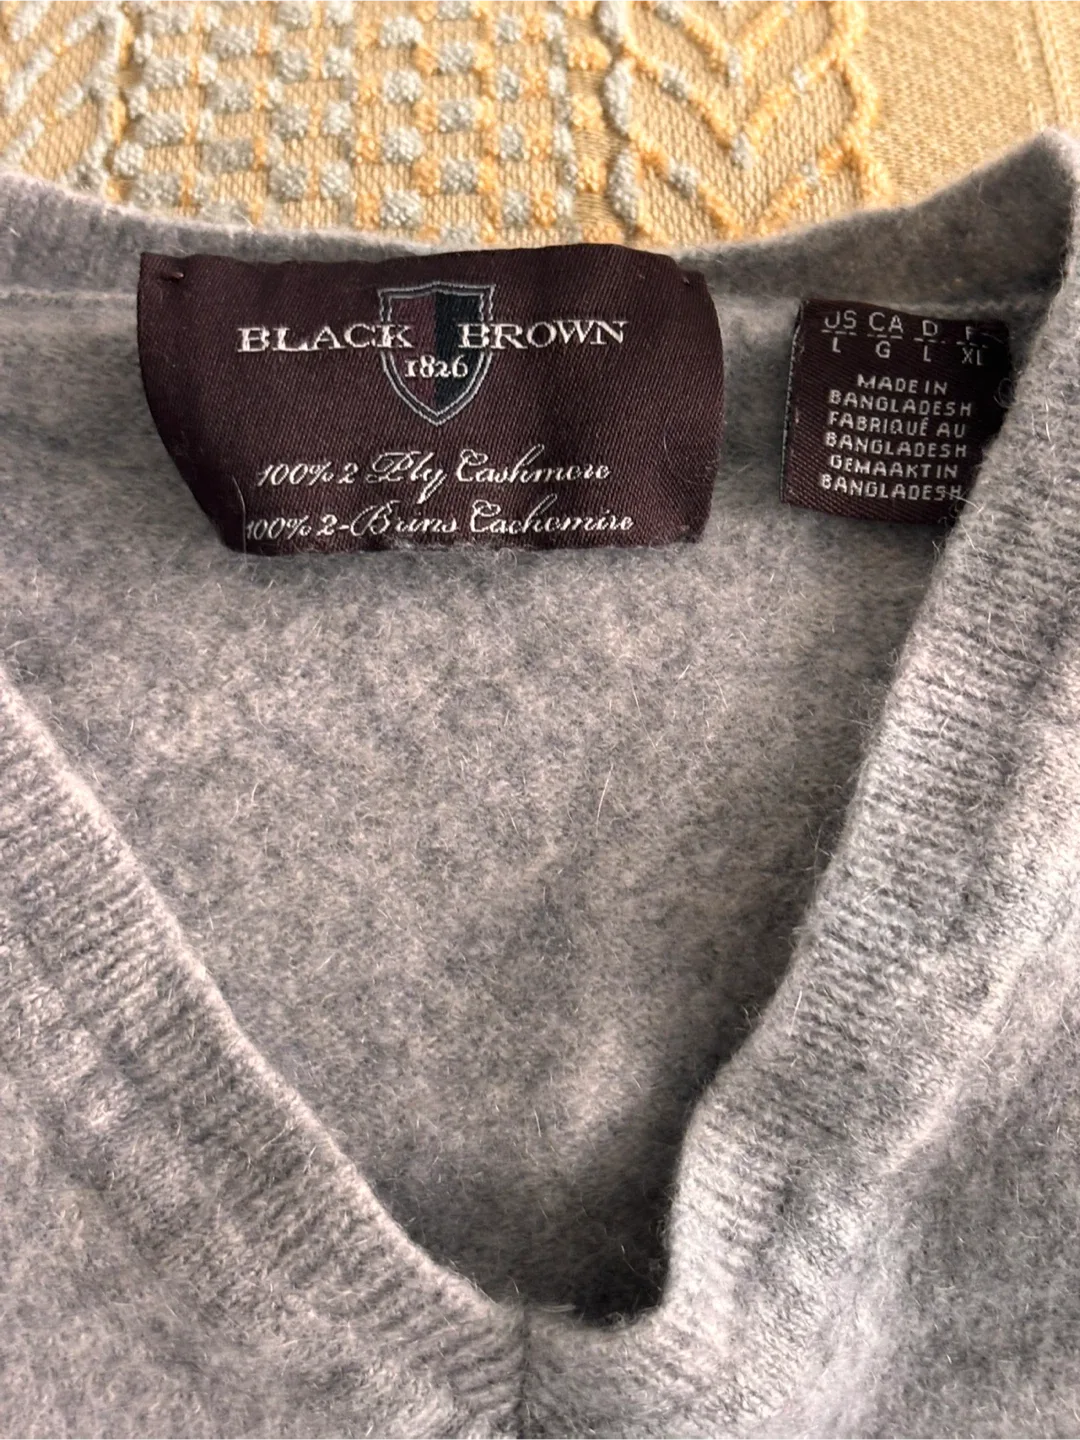 BLACK BROWN
1826
100% 2 Ply Cashmere
100% 2-Brins Cachemire
US CA D F
L G L XL
MADE IN
BANGLADESH
FABRIQUÉ AU
BANGLADESH
GEMAAKT IN
BANGLADESH